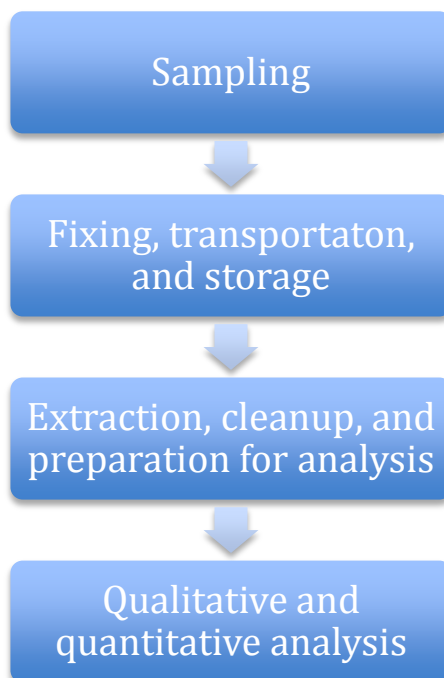 Sampling
Fixing, transportaton,
and storage
Extraction, cleanup, and
preparation for analysis
Qualitative and
quantitative analysis